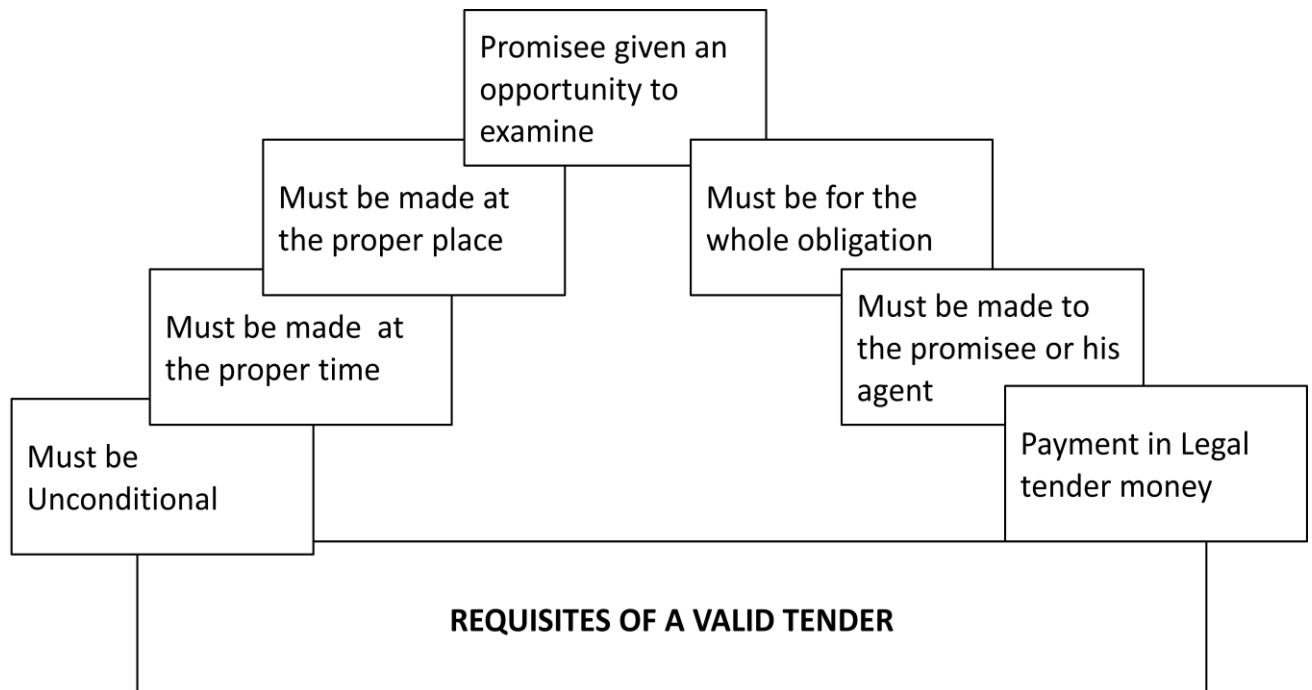 Promisee given an
opportunity to
examine
Must be made at
the proper place
Must be for the
whole obligation
Must be made  at
the proper time
Must be made to
the promisee or his
agent
Must be
Unconditional
Payment in Legal
tender money
REQUISITES OF A VALID TENDER